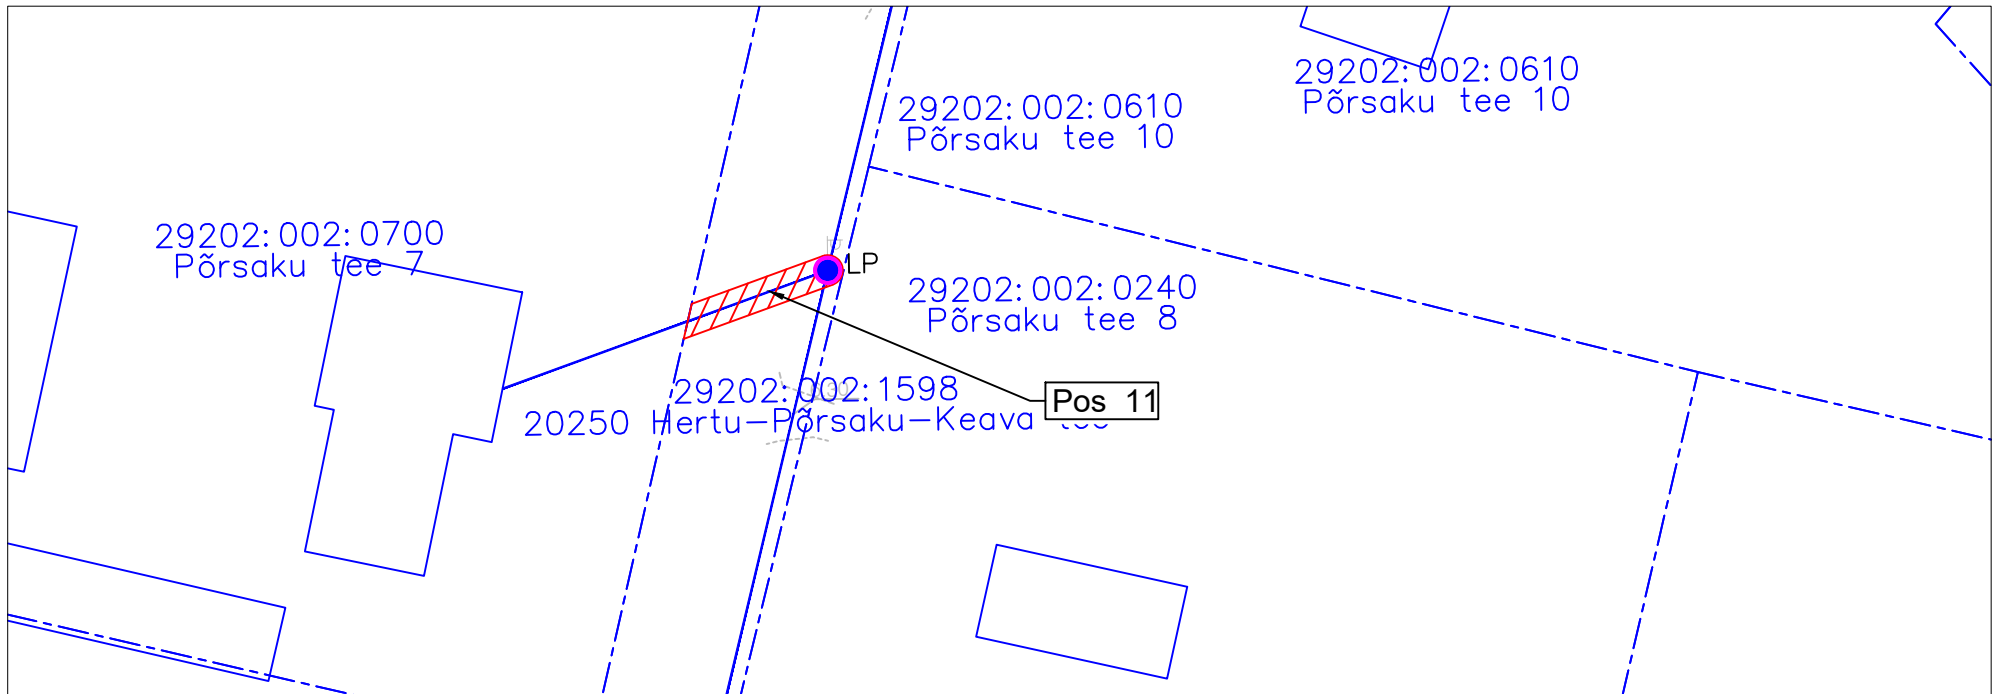 29202:002:0610
Põrsaku tee 10
29202:002:0610
Põrsaku tee 10
29202:002:0700
Põrsaku tee 7
LP
29202:002:0240
Põrsaku tee 8
29202:002:1598
20250 Hertu-Põrsaku-Keava tee
Pos 11